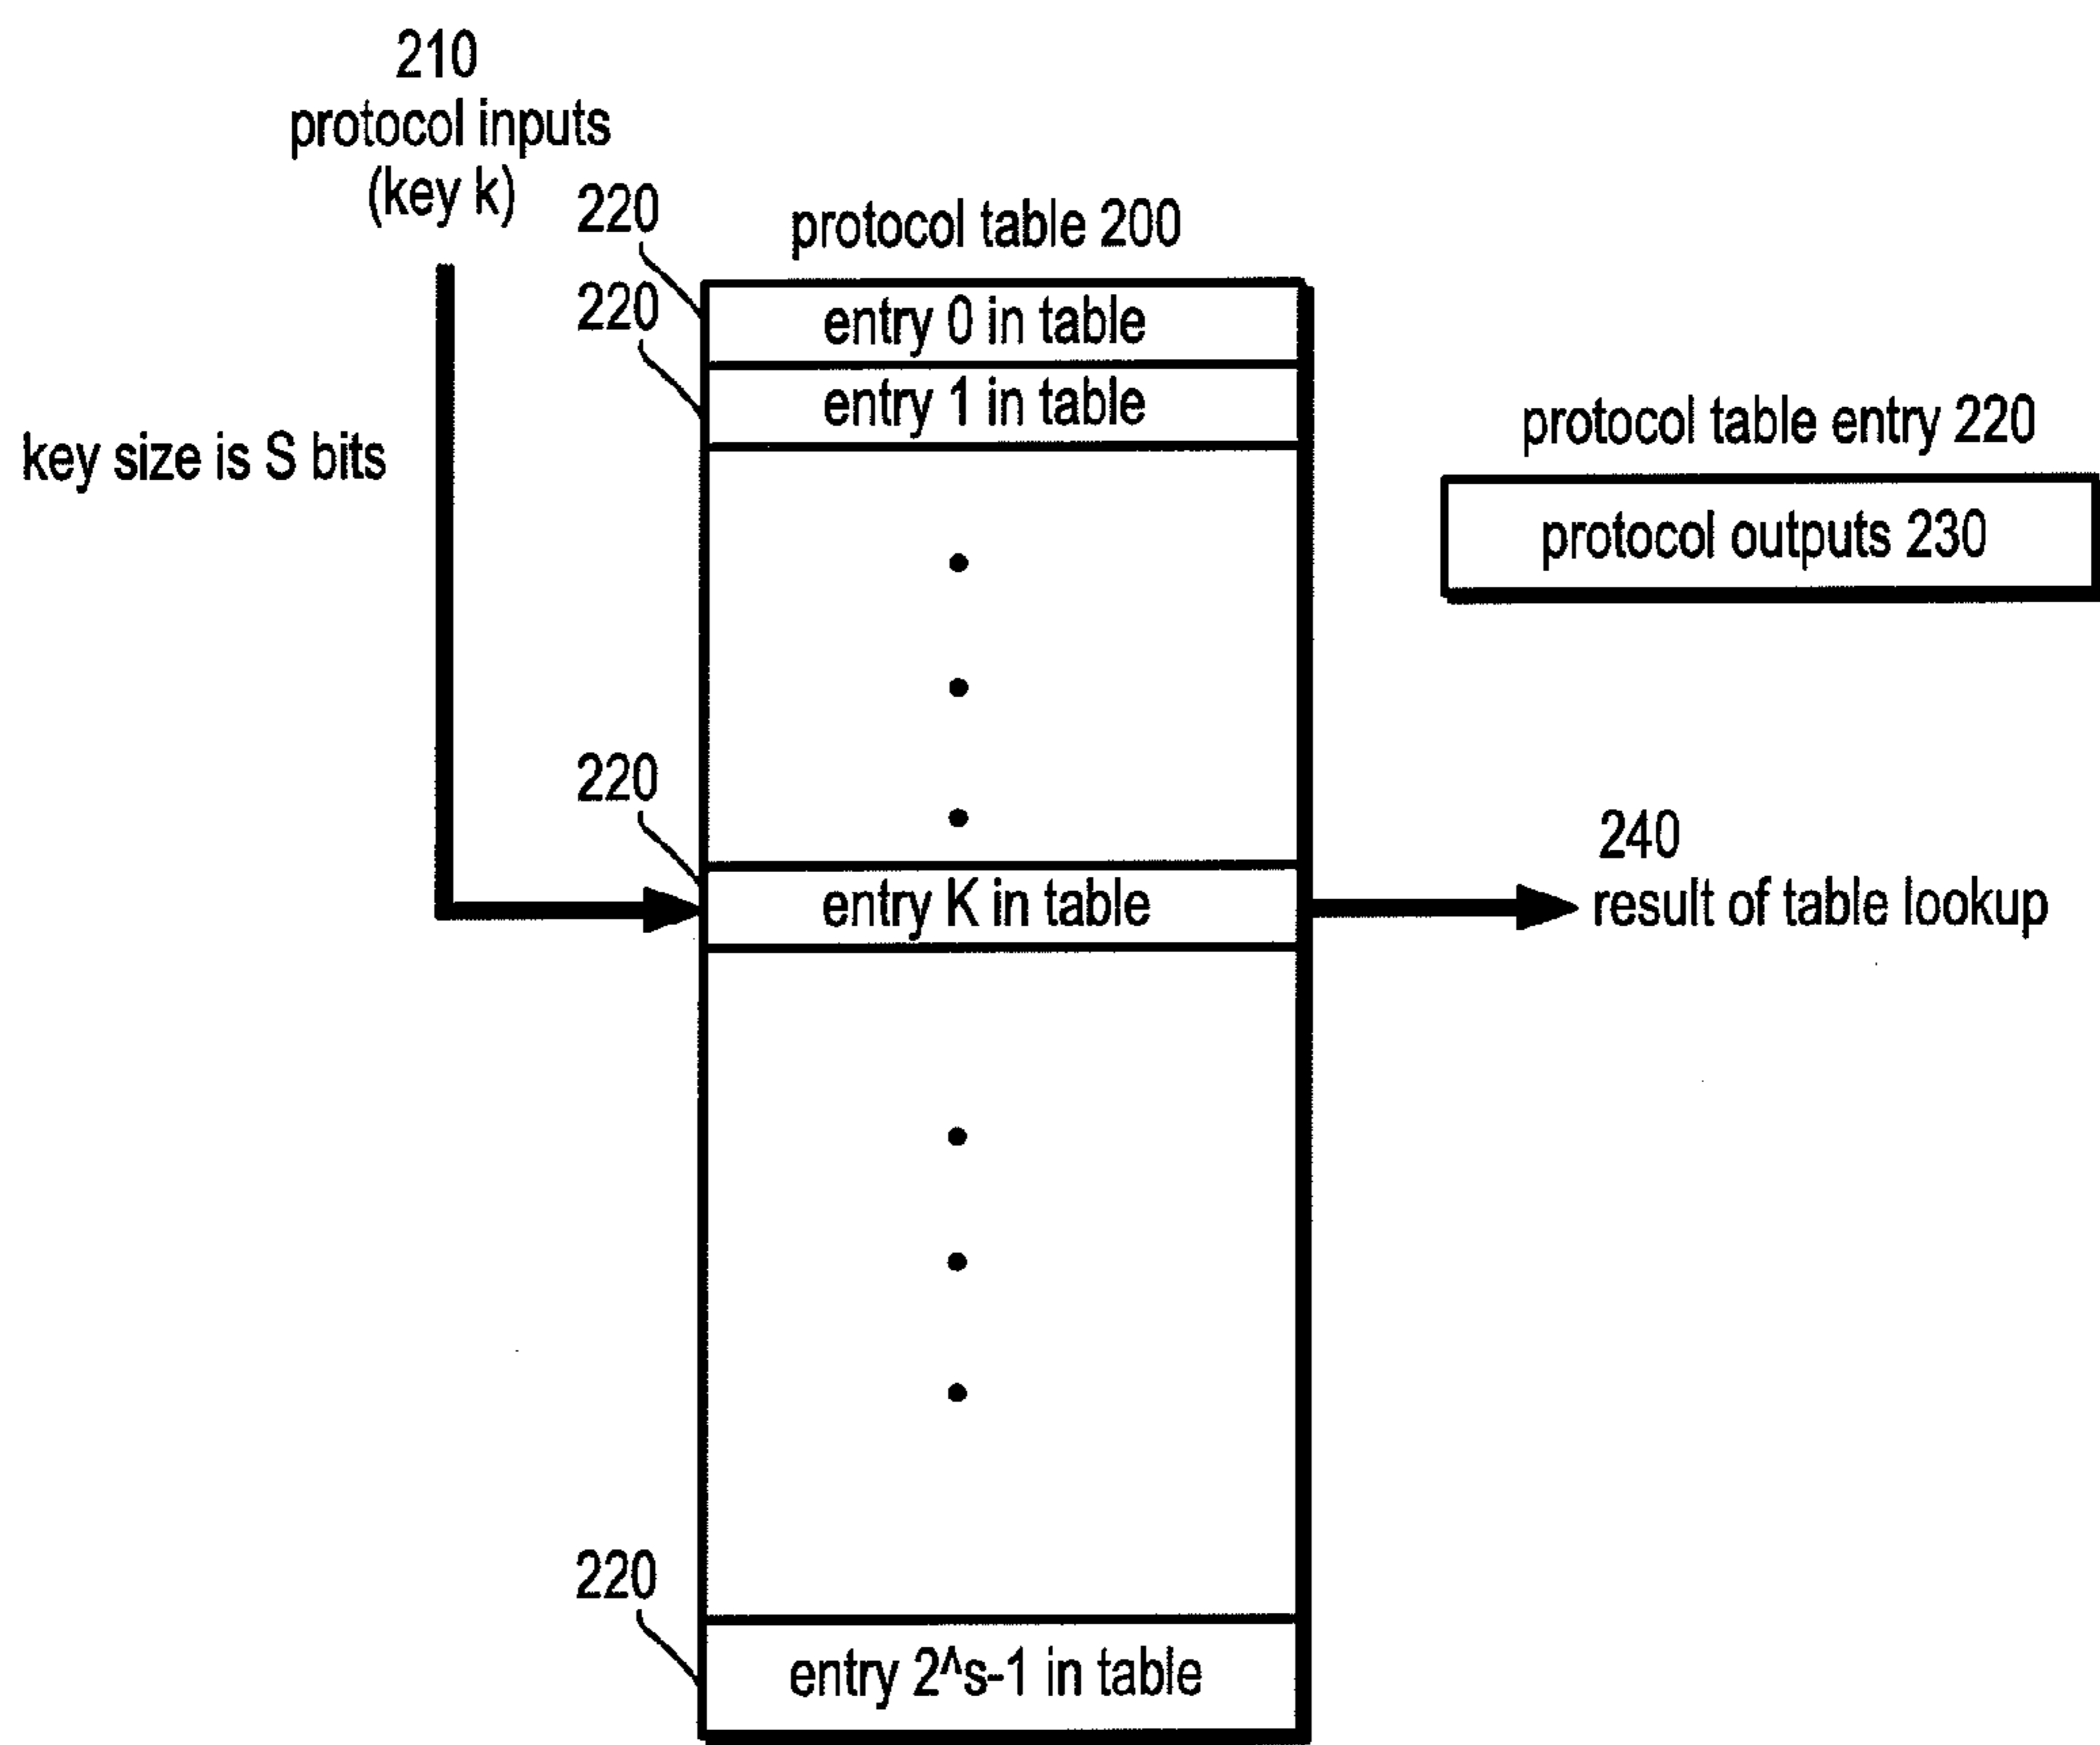 210
protocol inputs
(key k)
220
protocol table 200
220
entry 0 in table
entry 1 in table
key size is S bits
protocol table entry 220
protocol outputs 230
220
entry K in table
240
result of table lookup
220
entry 2^s-1 in table